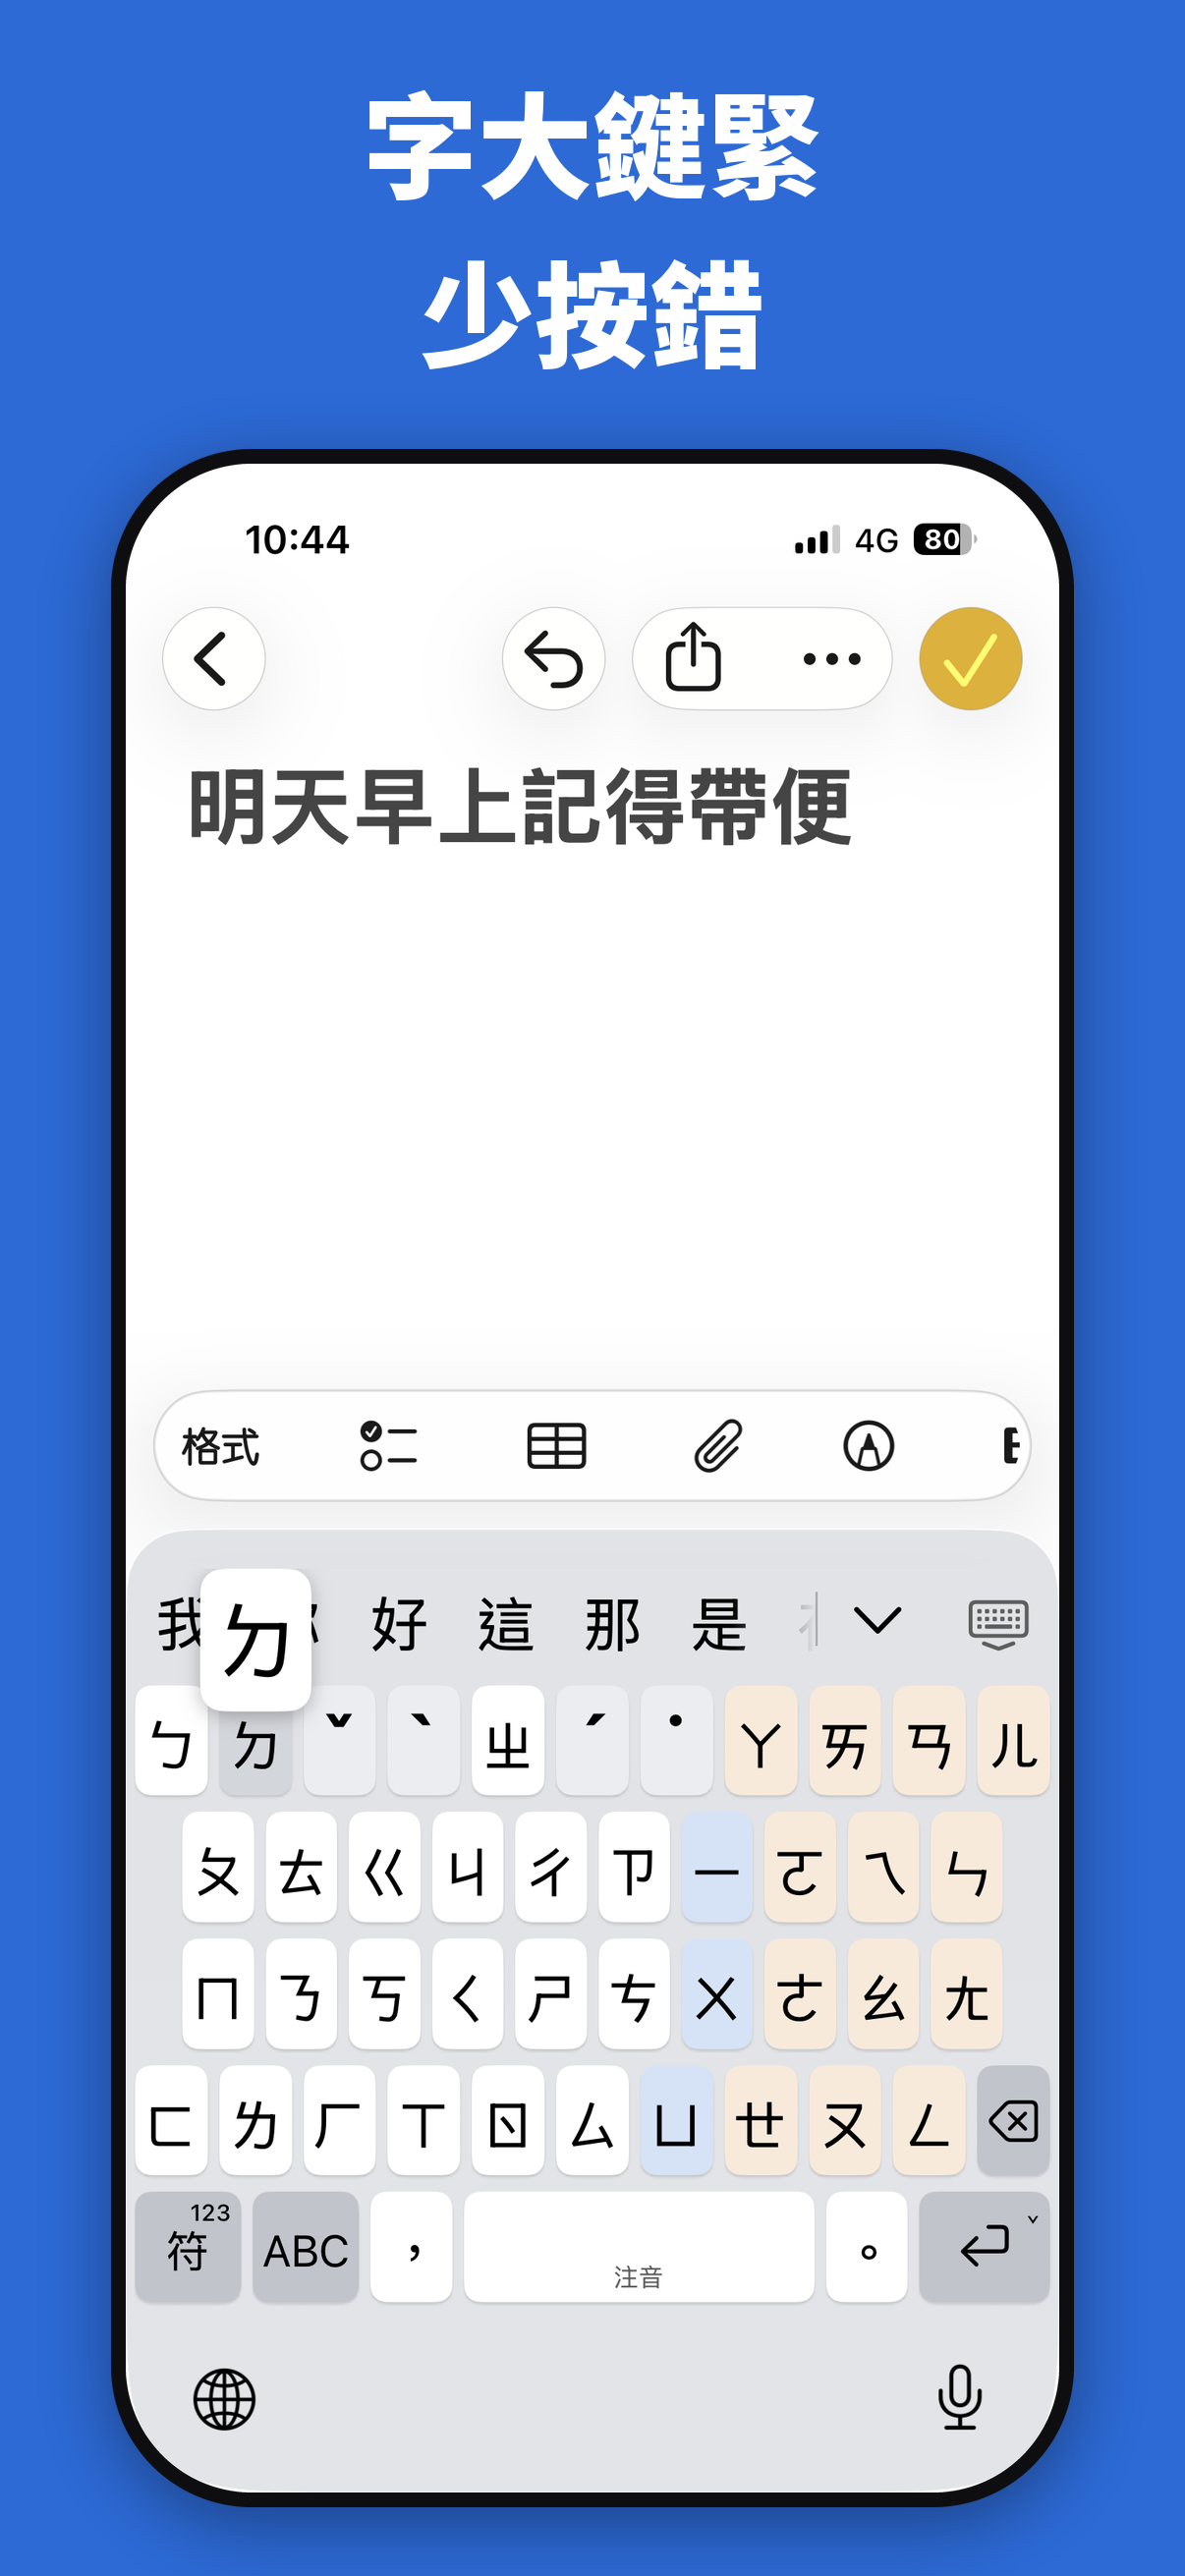 字大鍵緊
少按錯
10:44 4G 80
明天早上記得帶便
格式
我 好 這 那 是
ㄉ
ㄅ ㄉ ˇ ˋ ㄓ ˊ ˙ ㄚ ㄞ ㄢ ㄦ
ㄆ ㄊ ㄍ ㄐ ㄔ ㄗ ㄧ ㄛ ㄟ ㄣ
ㄇ ㄋ ㄎ ㄑ ㄕ ㄘ ㄨ ㄜ ㄠ ㄤ
ㄈ ㄌ ㄏ ㄒ ㄖ ㄙ ㄩ ㄝ ㄡ ㄥ
123
符 ABC ， 注音 。